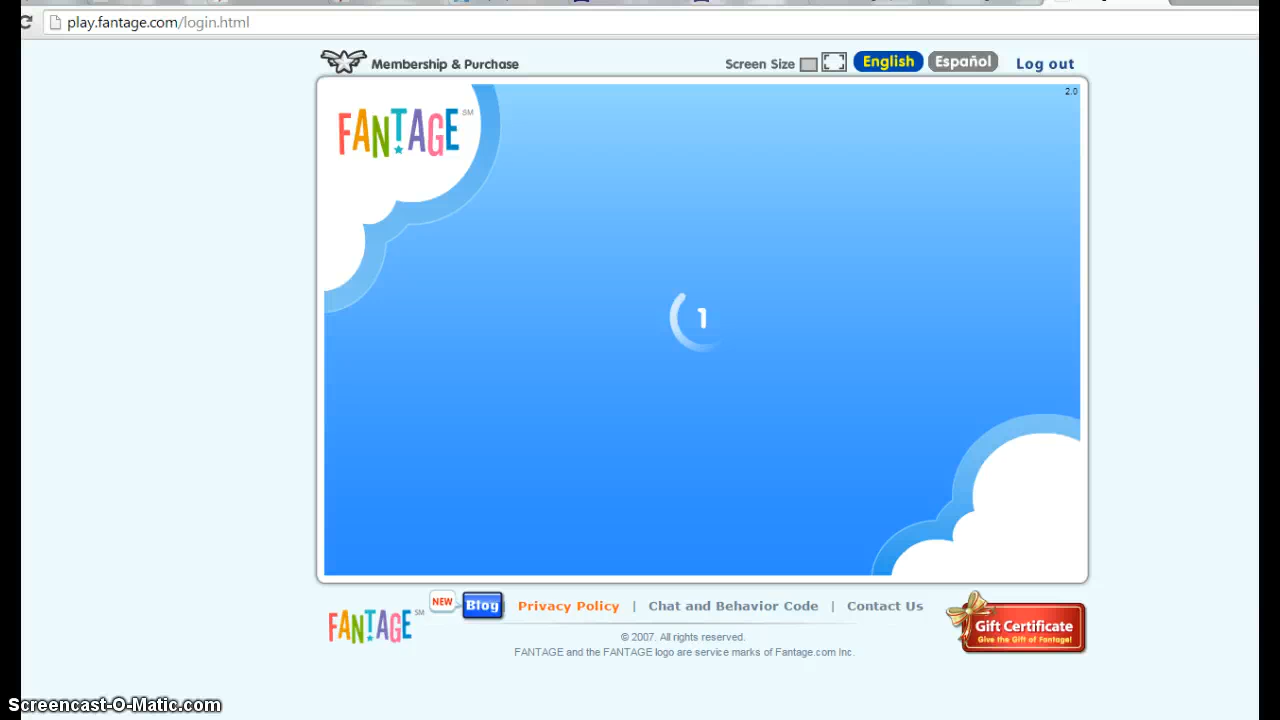 play.fantage.com/login.html
Membership & Purchase
Screen Size
English
Español
Log out
2.0
FANTAGE SM
1
FANTAGE SM
NEW
Blog
Privacy Policy | Chat and Behavior Code | Contact Us
Gift Certificate
Give the Gift of Fantage!
© 2007. All rights reserved.
FANTAGE and the FANTAGE logo are service marks of Fantage.com Inc.
Screencast-O-Matic.com